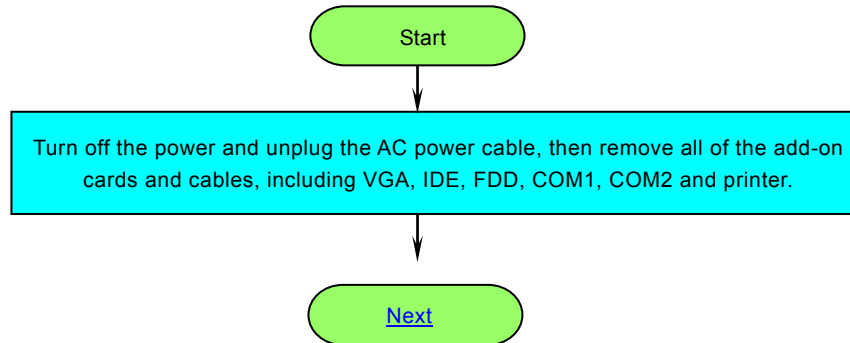 Start
Turn off the power and unplug the AC power cable, then remove all of the add-on
cards and cables, including VGA, IDE, FDD, COM1, COM2 and printer.
Next